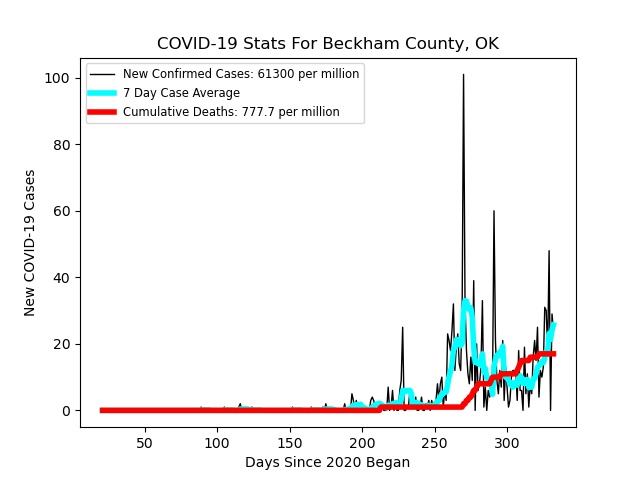 COVID-19 Stats For Beckham County, OK
New Confirmed Cases: 61300 per million
7 Day Case Average
Cumulative Deaths: 777.7 per million
New COVID-19 Cases
100
80
60
40
20
0
50 100 150 200 250 300
Days Since 2020 Began